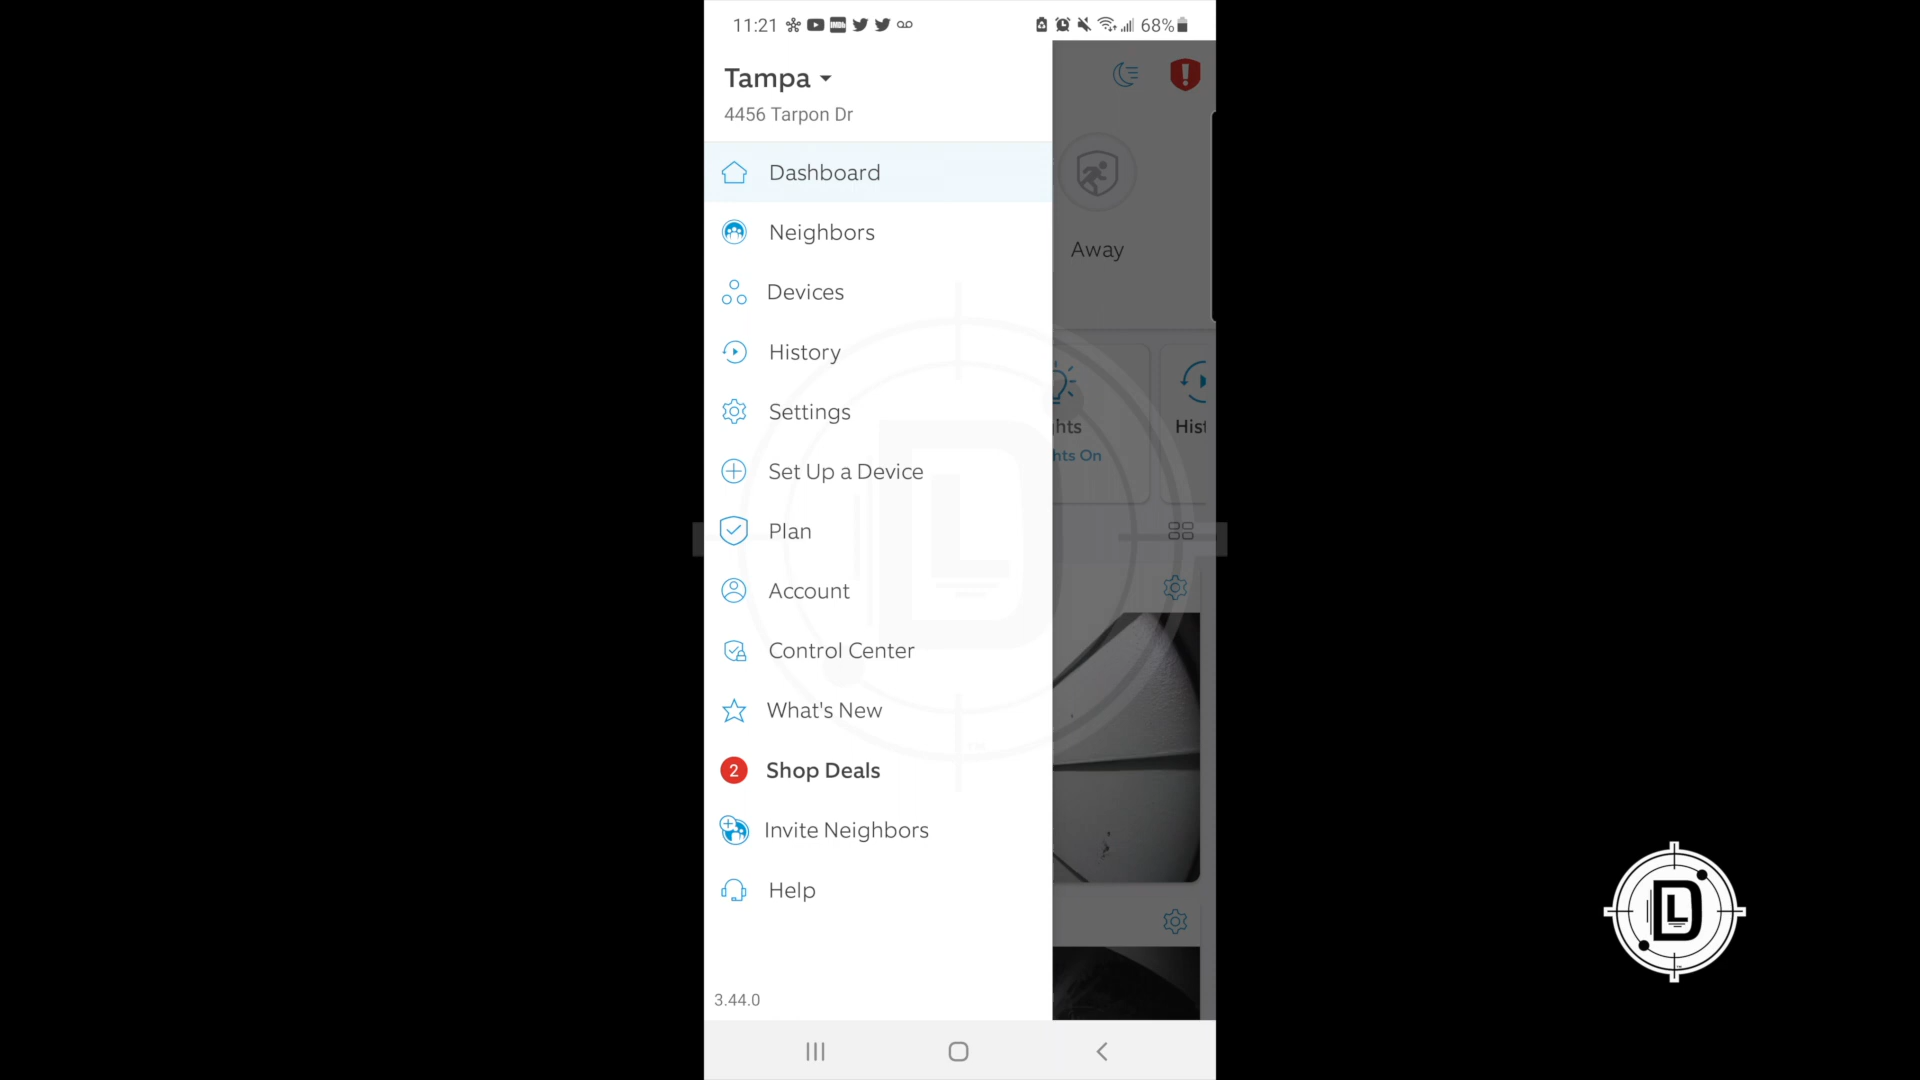 11:21 68%
Tampa
4456 Tarpon Dr
Dashboard
Neighbors
Devices
History
Settings
Set Up a Device
Plan
Account
Control Center
What's New
2 Shop Deals
Invite Neighbors
Help
3.44.0
Away
hts
hts On
Hist
DL